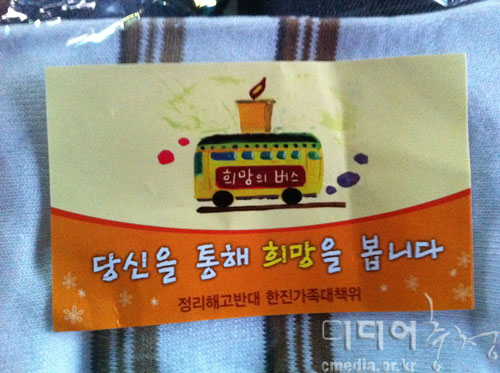 희망의 버스
당신을 통해 희망을 봅니다
정리해고반대 한진가족대책위
미디어충청
cmedia.or.kr